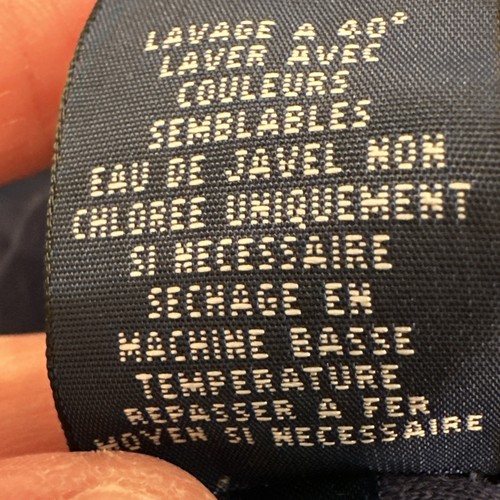 LAVAGE A 40°
LAVER AVEC
COULEURS
SEMBLABLES
EAU DE JAVEL NON
CHLOREE UNIQUEMENT
SI NECESSAIRE
SECHAGE EN
MACHINE BASSE
TEMPERATURE
REPASSER A FER
MOYEN SI NECESSAIRE